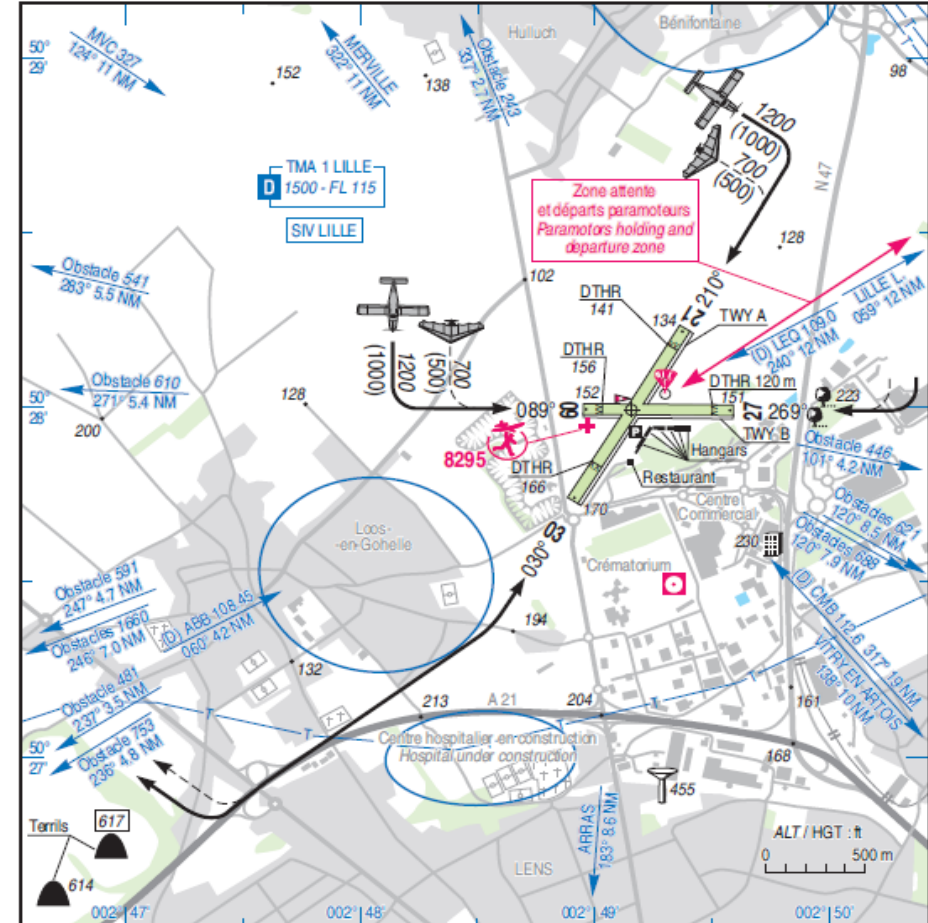 Hulluch
Bénifontaine
50°
29'
MVC 327
124° 11 NM
152
MERVILLE
322° 11 NM
138
Obstacle 243
337° 2.7 NM
98
1200
(1000)
700
(500)
N 47
TMA 1 LILLE
D
1500 - FL 115
SIV LILLE
Zone attente
et départs paramoteurs
Paramotors holding and
departure zone
128
Obstacle 541
283° 5.5 NM
102
DTHR
141
134
21
210°
TWY A
(D) LEQ 109.0
240° 12 NM
LILLE L.
059° 12 NM
1200
(1000)
700
(500)
DTHR
156
152
Obstacle 610
271° 5.4 NM
128
200
50°
28'
089°
09
DTHR 120 m
151
27
269°
TWY B
223
8295
P
Hangars
Restaurant
DTHR
166
170
Obstacle 446
101° 4.2 NM
Centre
Commercial
230
Obstacles 621
120° 8.5 NM
Obstacles 688
120° 7.9 NM
Loos-
-en-Gohelle
03
030°
Crématorium
Obstacle 591
247° 4.7 NM
Obstacles 1660
246° 7.0 NM
(D) ABB 108.45
060° 42 NM
194
132
(D) CMB 112.6 317° 19 NM
VITRY EN ARTOIS
138° 10 NM
Obstacle 481
237° 3.5 NM
Obstacle 753
236° 4.8 NM
T
T
T
T
T
T
213
A 21
204
161
50°
27'
Centre hospitalier en construction
Hospital under construction
168
455
Terrils
617
614
ARRAS
183° 8.6 NM
LENS
ALT / HGT : ft
0
500 m
002° 47'
002° 48'
002° 49'
002° 50'